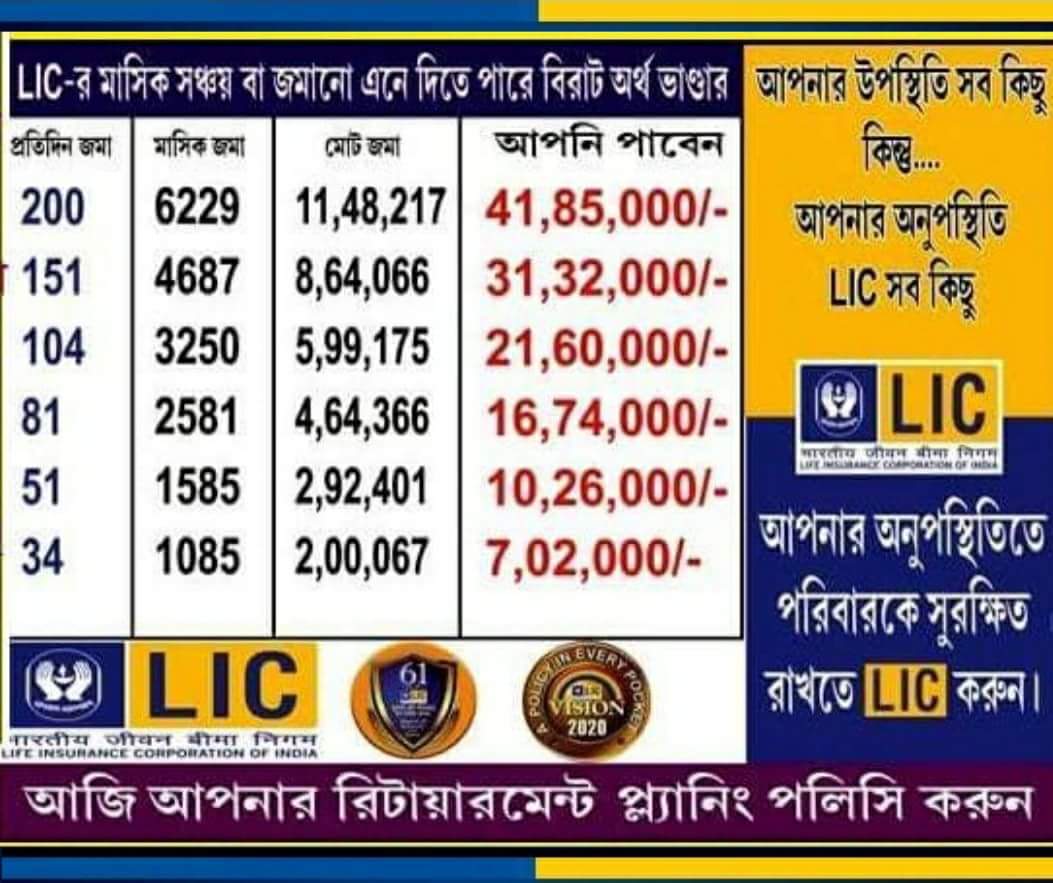 LIC-র মাসিক সঞ্চয় বা জমানো এনে দিতে পারে বিরাট অর্থ ভাণ্ডার
প্রতিদিন জমা মাসিক জমা মোট জমা আপনি পাবেন
200 6229 11,48,217 41,85,000/-
151 4687 8,64,066 31,32,000/-
104 3250 5,99,175 21,60,000/-
81 2581 4,64,366 16,74,000/-
51 1585 2,92,401 10,26,000/-
34 1085 2,00,067 7,02,000/-
আপনার উপস্থিতি সব কিছু
কিন্তু....
আপনার অনুপস্থিতি
LIC সব কিছু
LIC
भारतीय जीवन बीमा निगम
LIFE INSURANCE CORPORATION OF INDIA
আপনার অনুপস্থিতিতে
পরিবারকে সুরক্ষিত
রাখতে LIC করুন।
LIC
भारतीय जीवन बीमा निगम
LIFE INSURANCE CORPORATION OF INDIA
61
A POLICY IN EVERY POCKET
LIC
VISION
2020
আজি আপনার রিটায়ারমেন্ট প্ল্যানিং পলিসি করুন